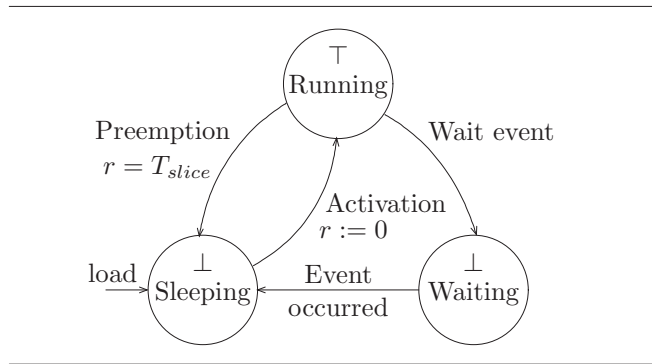 ⊤
Running
Preemption
r = T_slice
Wait event
Activation
r := 0
load
⊥
Sleeping
Event
occurred
⊥
Waiting